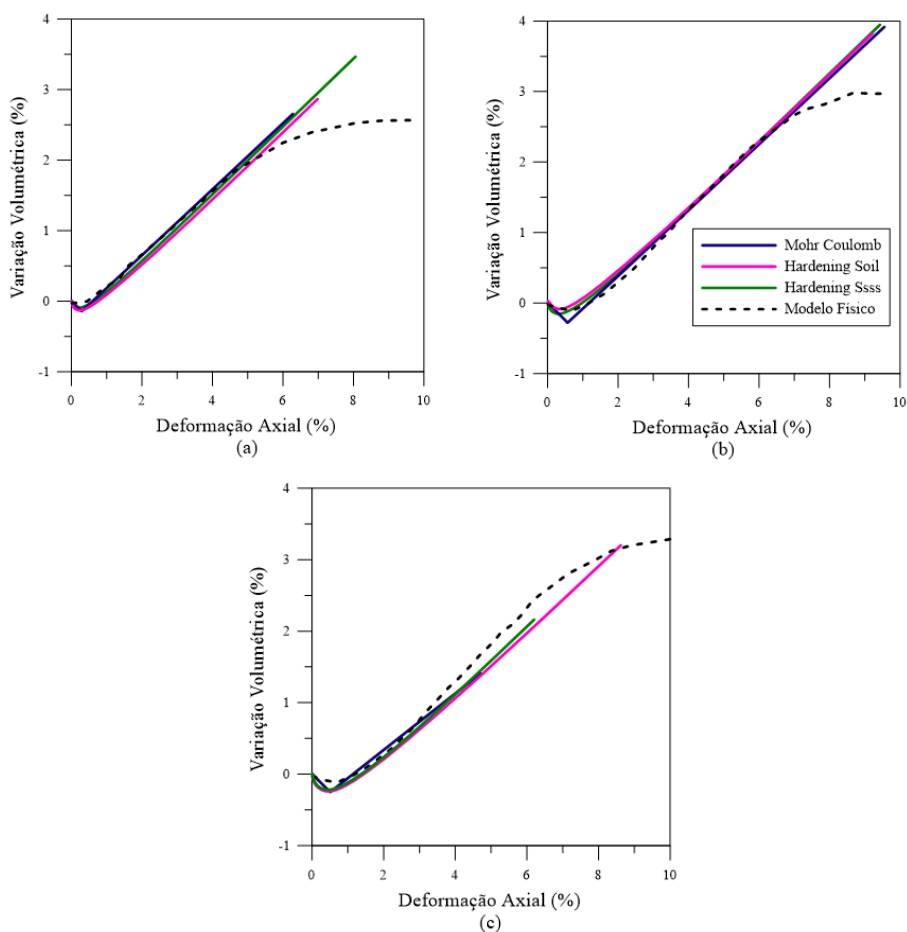 4
3
2
1
0
-1
Variação Volumétrica (%)
0 2 4 6 8 10
Deformação Axial (%)
(a)
4
3
2
1
0
-1
Variação Volumétrica (%)
Mohr Coulomb
Hardening Soil
Hardening Ssss
Modelo Físico
0 2 4 6 8 10
Deformação Axial (%)
(b)
4
3
2
1
0
-1
Variação Volumétrica (%)
0 2 4 6 8 10
Deformação Axial (%)
(c)